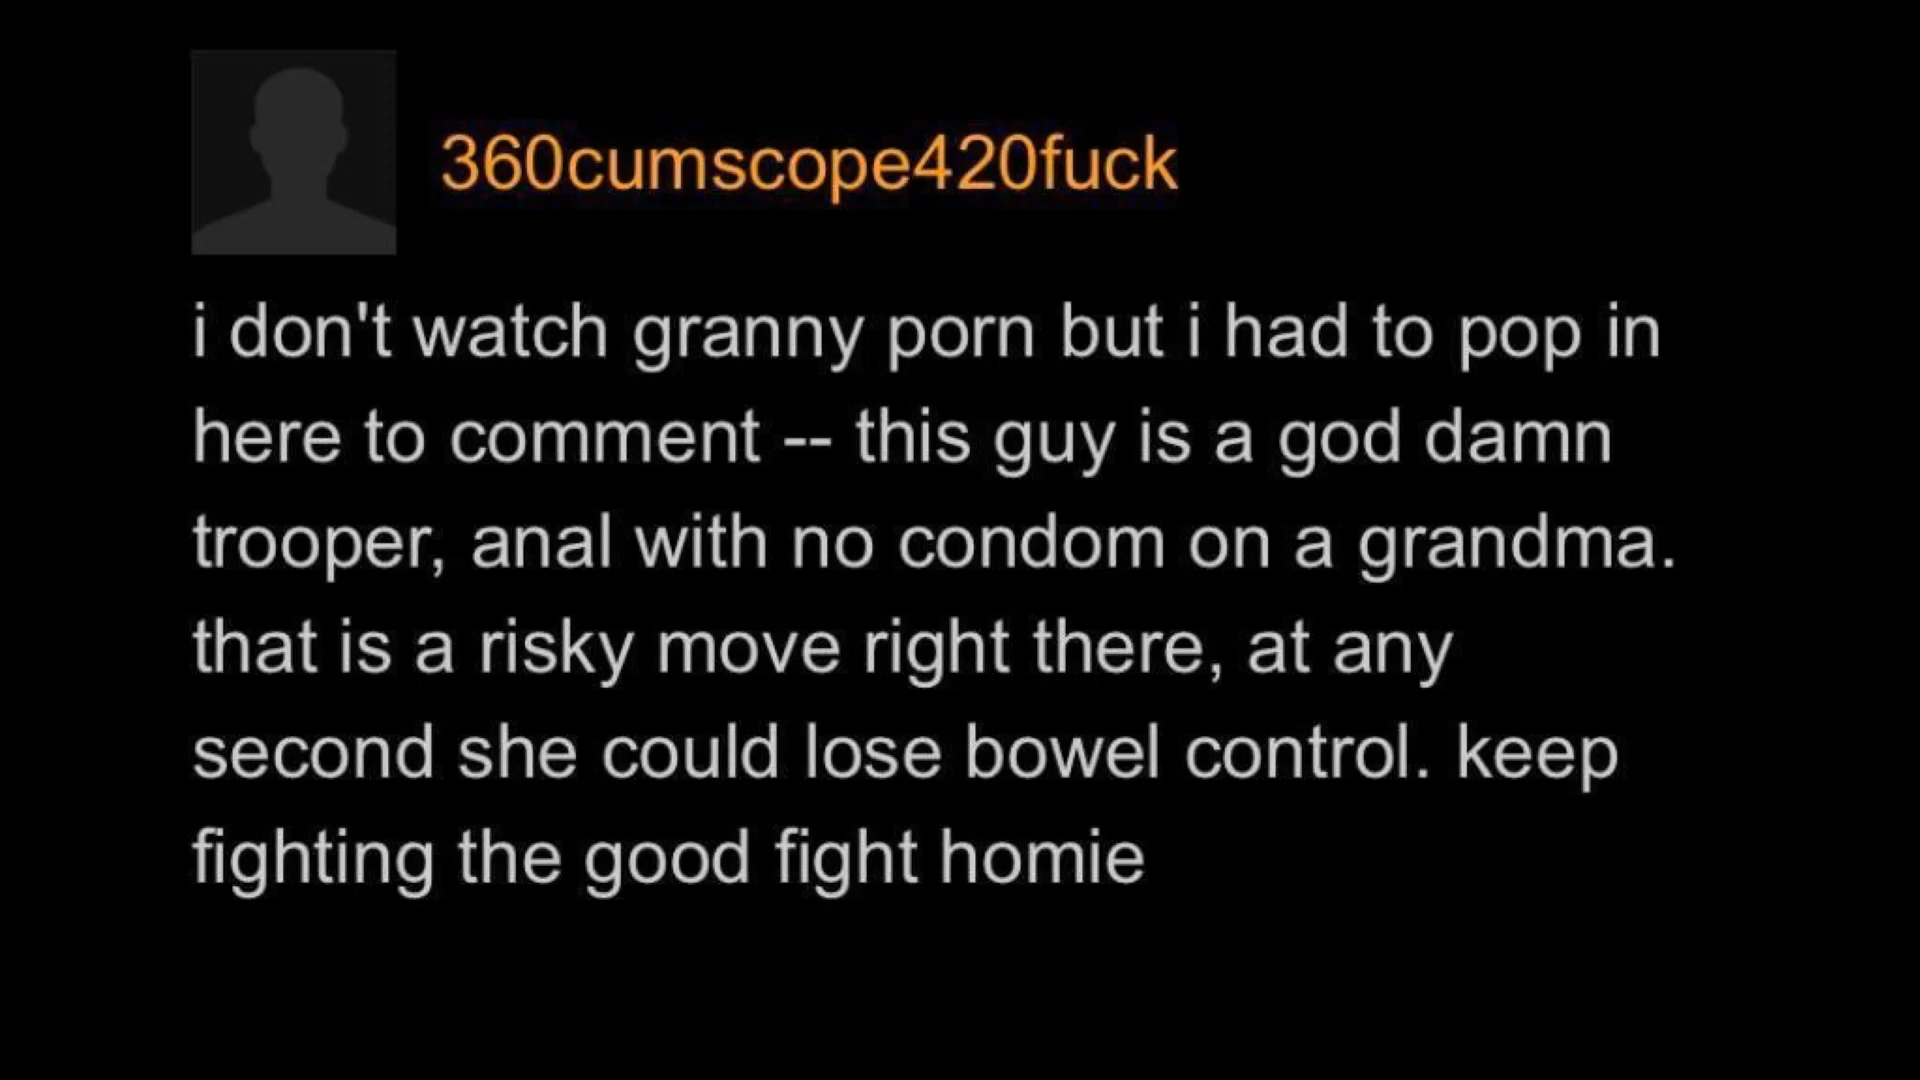 360cumscope420fuck
i don't watch granny porn but i had to pop in
here to comment -- this guy is a god damn
trooper, anal with no condom on a grandma.
that is a risky move right there, at any
second she could lose bowel control. keep
fighting the good fight homie